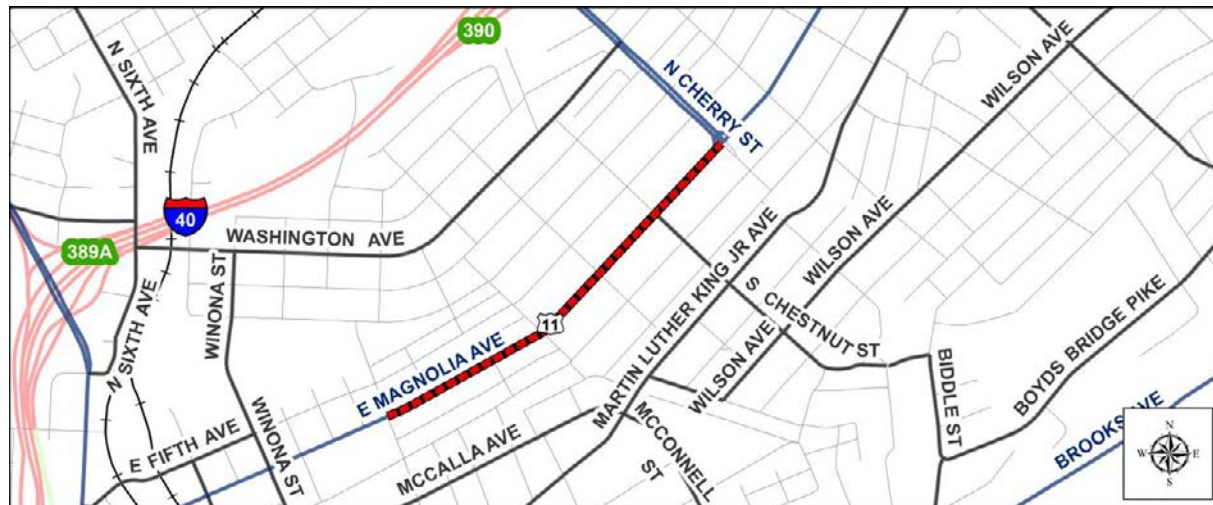 390
N SIXTH AVE
N CHERRY ST
WILSON AVE
40
389A
WASHINGTON AVE
WINONA ST
N SIXTH AVE
MARTIN LUTHER KING JR AVE
WILSON AVE
S CHESTNUT ST
11
E MAGNOLIA AVE
WILSON AVE
BIDDLE ST
BOYDS BRIDGE PIKE
BROOKS AVE
E FIFTH AVE
WINONA ST
MCCALLA AVE
MCCONNELL
ST
N
W E
S